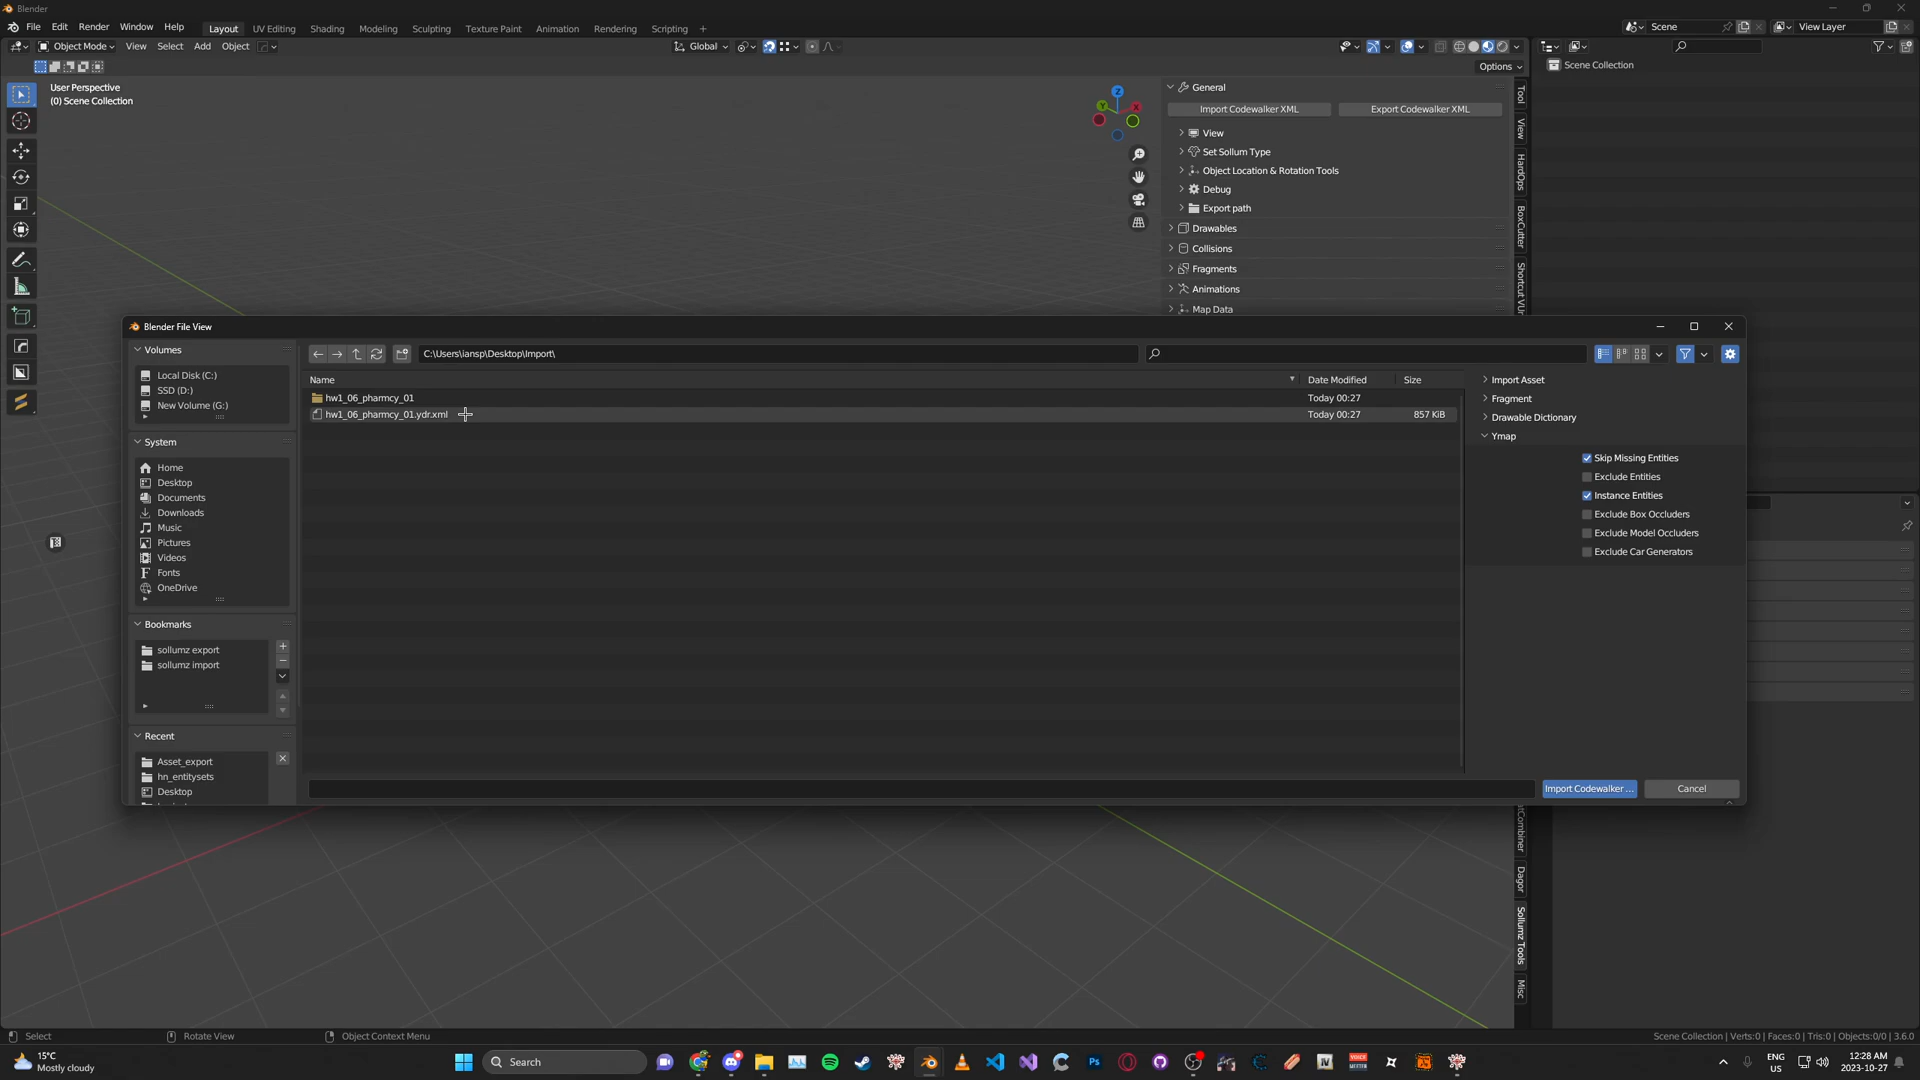 Blender
File Edit Render Window Help Layout UV Editing Shading Modeling Sculpting Texture Paint Animation Rendering Scripting + Scene View Layer
Object Mode View Select Add Object Global
Options
User Perspective
(0) Scene Collection
Scene Collection
Z
Y
X
General
Import Codewalker XML Export Codewalker XML
View
Set Sollum Type
Object Location & Rotation Tools
Debug
Export path
Drawables
Collisions
Fragments
Animations
Map Data
Tool
View
HardOps
BoxCutter
Blender File View
Volumes
Local Disk (C:)
SSD (D:)
New Volume (G:)
System
Home
Desktop
Documents
Downloads
Music
Pictures
Videos
Fonts
OneDrive
Bookmarks
sollumz export
sollumz import
Recent
Asset_export
hn_entitysets
Desktop
C:\Users\iansp\Desktop\Import\
Name Date Modified Size
hw1_06_pharmcy_01 Today 00:27
hw1_06_pharmcy_01.ydr.xml Today 00:27 857 KiB
Import Asset
Fragment
Drawable Dictionary
Ymap
Skip Missing Entities
Exclude Entities
Instance Entities
Exclude Box Occluders
Exclude Model Occluders
Exclude Car Generators
Import Codewalker ... Cancel
Dagor
Sollumz Tools
Misc
Select Rotate View Object Context Menu Scene Collection | Verts:0 | Faces:0 | Tris:0 | Objects:0/0 | 3.6.0
15°C
Mostly cloudy
Search
ENG
US
12:28 AM
2023-10-27